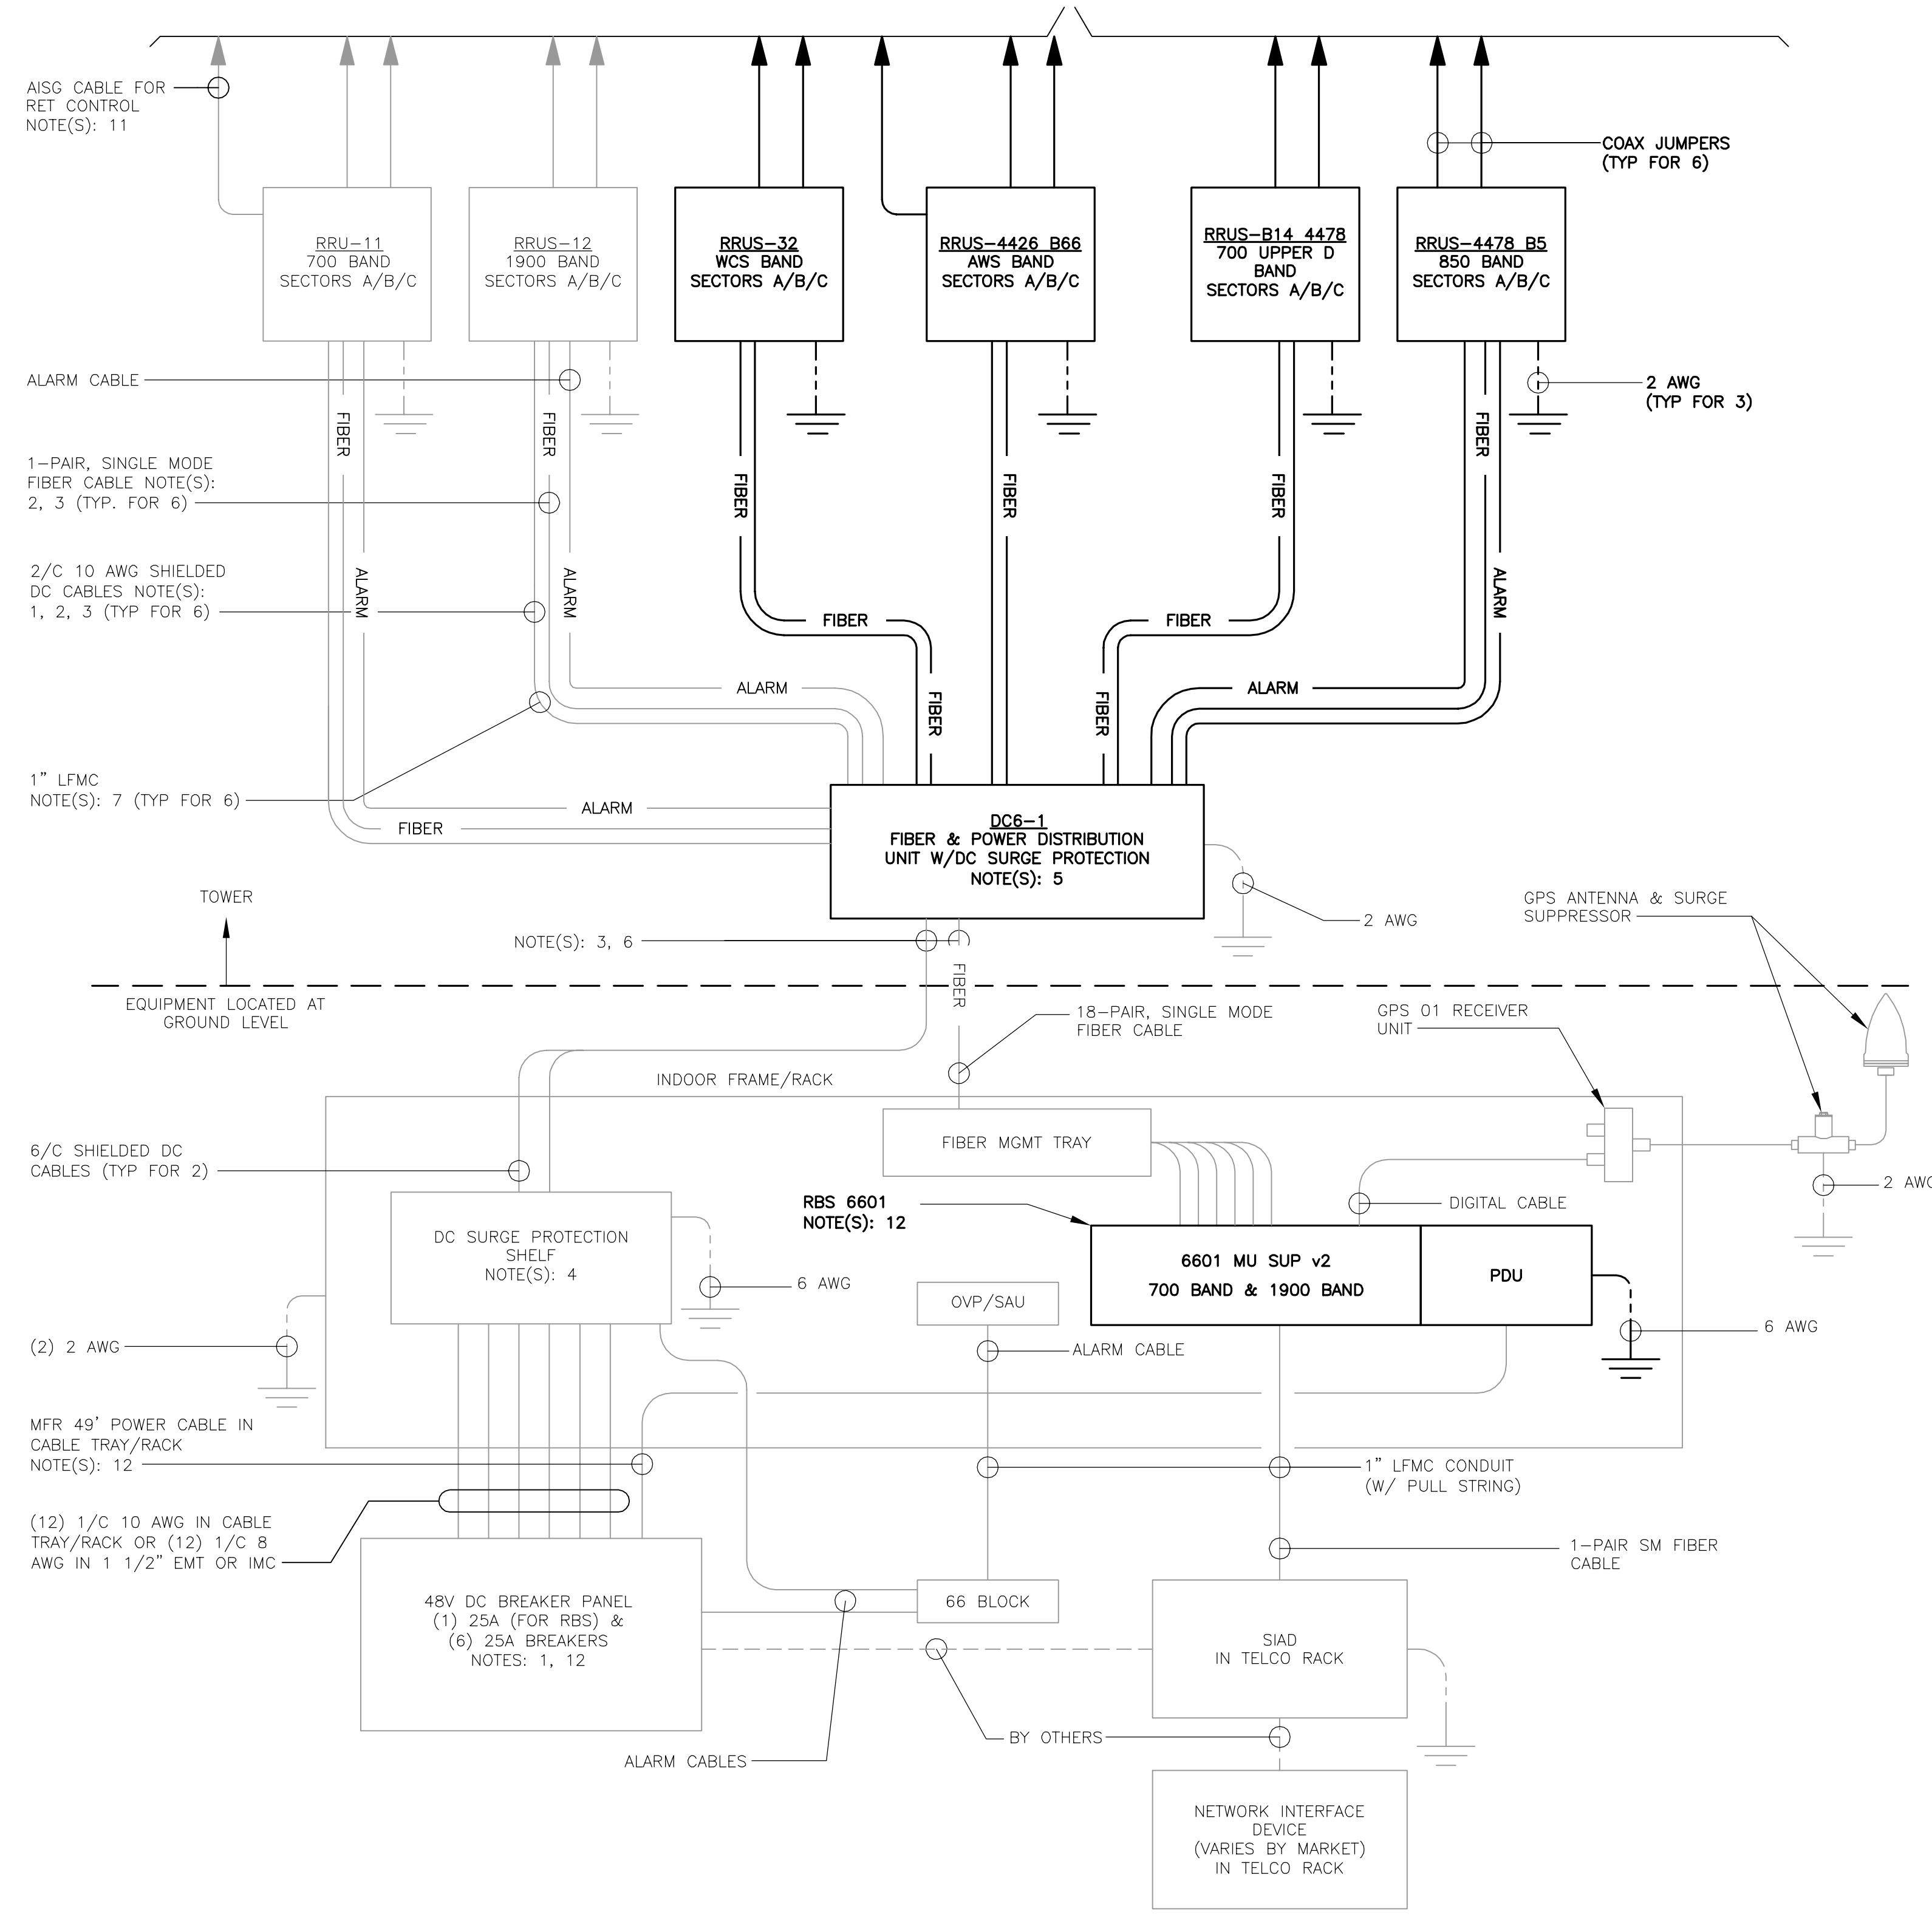 AISG CABLE FOR
RET CONTROL
NOTE(S): 11
COAX JUMPERS
(TYP FOR 6)
RRU-11
700 BAND
SECTORS A/B/C
RRUS-12
1900 BAND
SECTORS A/B/C
RRUS-32
WCS BAND
SECTORS A/B/C
RRUS-4426 B66
AWS BAND
SECTORS A/B/C
RRUS-B14 4478
700 UPPER D
BAND
SECTORS A/B/C
RRUS-4478 B5
850 BAND
SECTORS A/B/C
ALARM CABLE
2 AWG
(TYP FOR 3)
FIBER
FIBER
FIBER
1-PAIR, SINGLE MODE
FIBER CABLE NOTE(S):
2, 3 (TYP. FOR 6)
FIBER
FIBER
FIBER
2/C 10 AWG SHIELDED
DC CABLES NOTE(S):
1, 2, 3 (TYP FOR 6)
ALARM
ALARM
ALARM
FIBER
FIBER
ALARM
ALARM
FIBER
FIBER
1" LFMC
NOTE(S): 7 (TYP FOR 6)
ALARM
FIBER
DC6-1
FIBER & POWER DISTRIBUTION
UNIT W/DC SURGE PROTECTION
NOTE(S): 5
TOWER
2 AWG
NOTE(S): 3, 6
FIBER
GPS ANTENNA & SURGE
SUPPRESSOR
EQUIPMENT LOCATED AT
GROUND LEVEL
18-PAIR, SINGLE MODE
FIBER CABLE
GPS 01 RECEIVER
UNIT
INDOOR FRAME/RACK
FIBER MGMT TRAY
6/C SHIELDED DC
CABLES (TYP FOR 2)
2 AWG
RBS 6601
NOTE(S): 12
DIGITAL CABLE
DC SURGE PROTECTION
SHELF
NOTE(S): 4
6601 MU SUP v2
700 BAND & 1900 BAND
PDU
6 AWG
OVP/SAU
6 AWG
(2) 2 AWG
ALARM CABLE
MFR 49' POWER CABLE IN
CABLE TRAY/RACK
NOTE(S): 12
1" LFMC CONDUIT
(W/ PULL STRING)
(12) 1/C 10 AWG IN CABLE
TRAY/RACK OR (12) 1/C 8
AWG IN 1 1/2" EMT OR IMC
1-PAIR SM FIBER
CABLE
48V DC BREAKER PANEL
(1) 25A (FOR RBS) &
(6) 25A BREAKERS
NOTES: 1, 12
66 BLOCK
SIAD
IN TELCO RACK
BY OTHERS
ALARM CABLES
NETWORK INTERFACE
DEVICE
(VARIES BY MARKET)
IN TELCO RACK